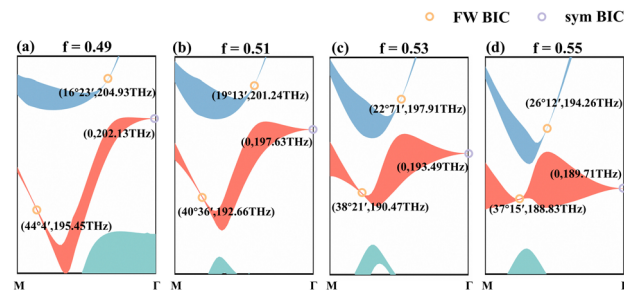 FW BIC sym BIC
(a) f = 0.49
(16°23′,204.93THz)
(0,202.13THz)
(44°4′,195.45THz)
M Γ
(b) f = 0.51
(19°13′,201.24THz)
(0,197.63THz)
(40°36′,192.66THz)
M Γ
(c) f = 0.53
(22°71′,197.91THz)
(0,193.49THz)
(38°21′,190.47THz)
M Γ
(d) f = 0.55
(26°12′,194.26THz)
(0,189.71THz)
(37°15′,188.83THz)
M Γ